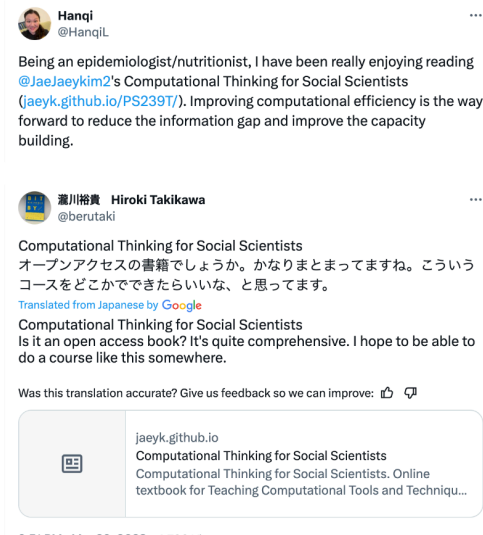 Hanqi
@HanqiL
Being an epidemiologist/nutritionist, I have been really enjoying reading
@JaeJaeykim2's Computational Thinking for Social Scientists
(jaeyk.github.io/PS239T/). Improving computational efficiency is the way
forward to reduce the information gap and improve the capacity
building.
瀧川裕貴 Hiroki Takikawa
@berutaki
Computational Thinking for Social Scientists
オープンアクセスの書籍でしょうか。かなりまとまってますね。こういう
コースをどこかでできたらいいな、と思ってます。
Translated from Japanese by Google
Computational Thinking for Social Scientists
Is it an open access book? It's quite comprehensive. I hope to be able to
do a course like this somewhere.
Was this translation accurate? Give us feedback so we can improve:
jaeyk.github.io
Computational Thinking for Social Scientists
Computational Thinking for Social Scientists. Online
textbook for Teaching Computational Tools and Techniqu...